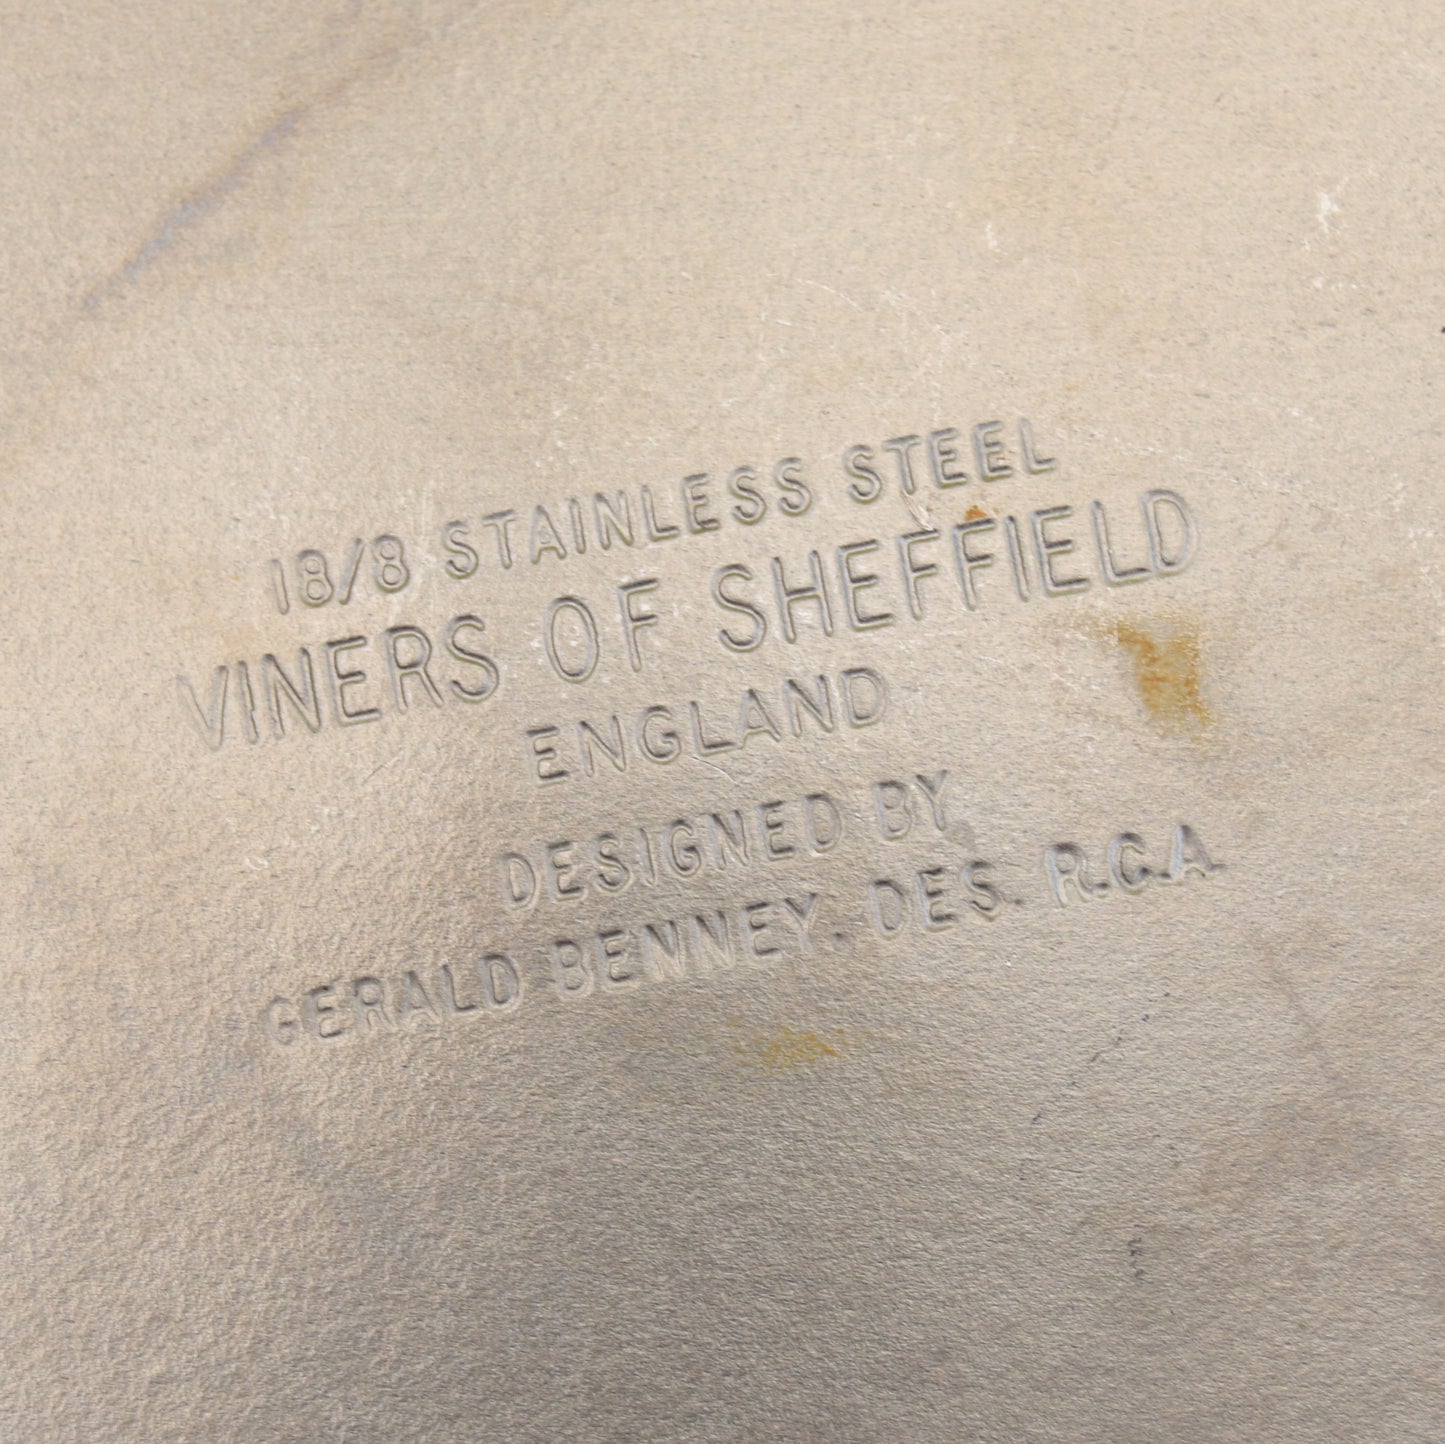 18/8 STAINLESS STEEL
VINERS OF SHEFFIELD
ENGLAND
DESIGNED BY
GERALD BENNEY. DES. R.C.A.